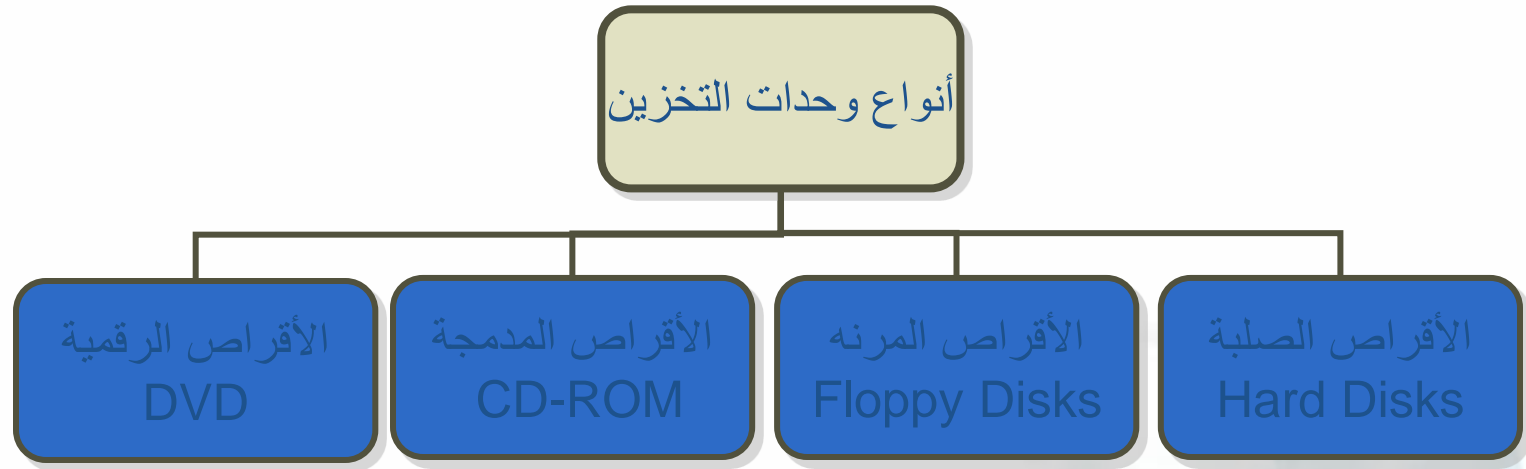 أنواع وحدات التخزين
الأقراص الصلبة
Hard Disks
الأقراص المرنه
Floppy Disks
الأقراص المدمجة
CD-ROM
الأقراص الرقمية
DVD